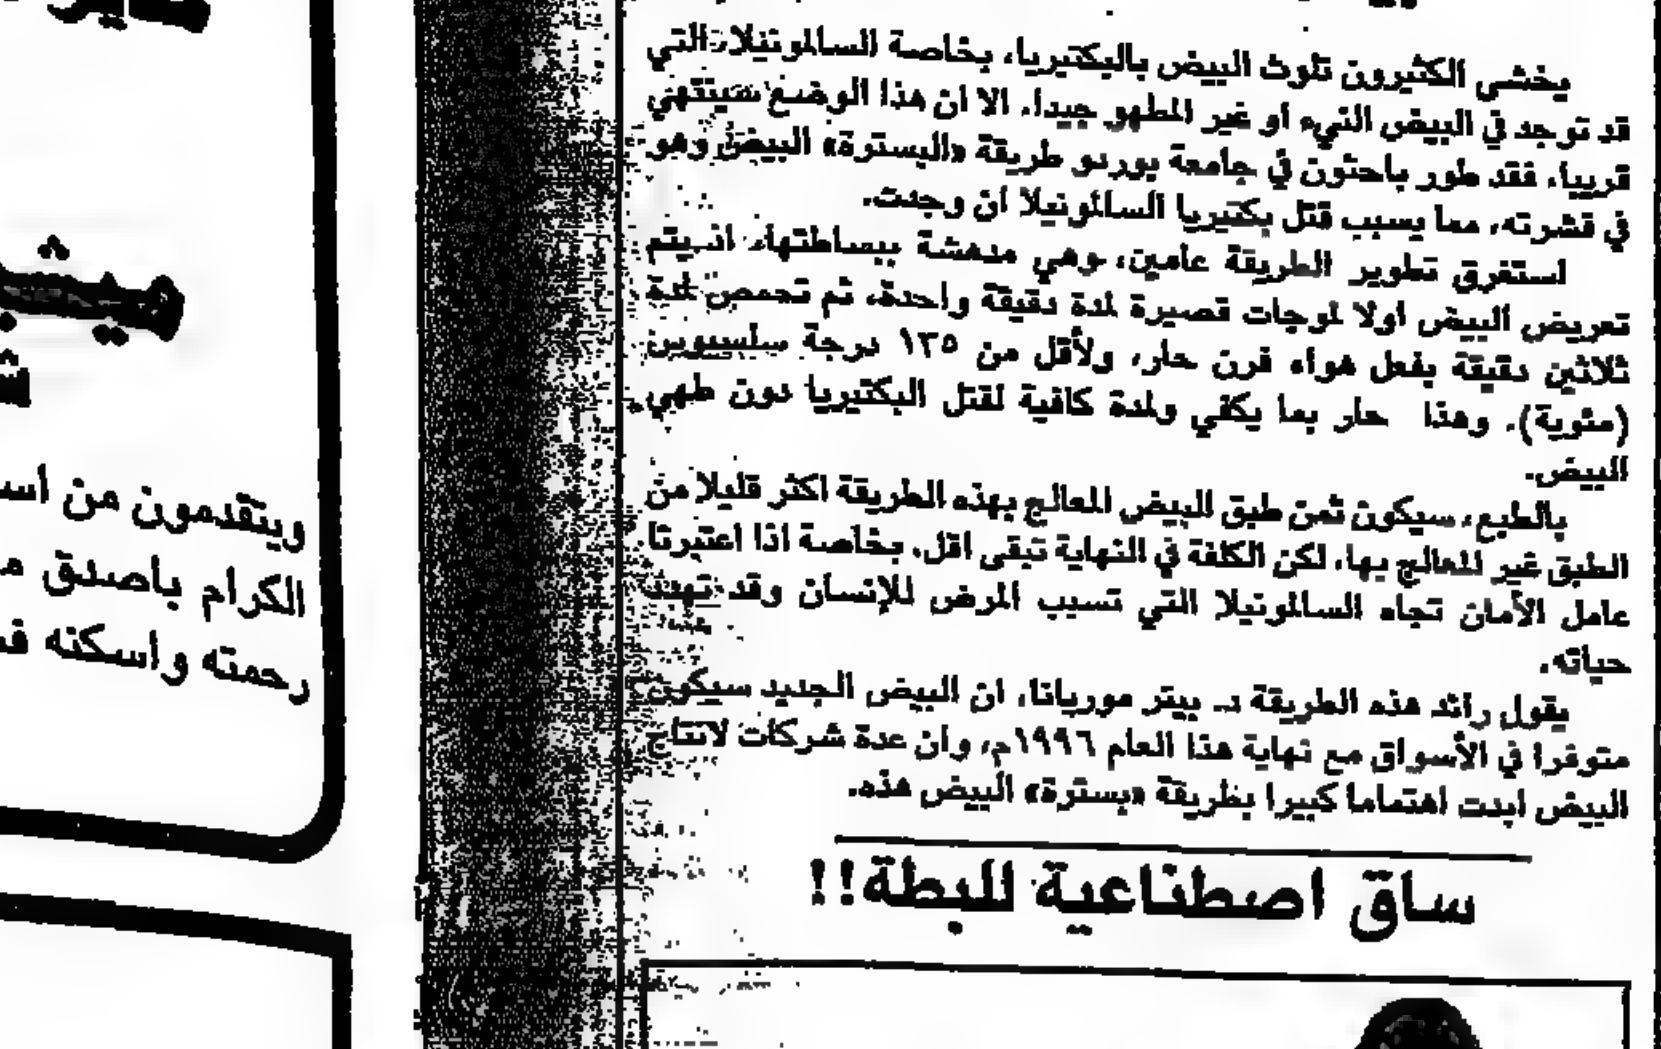 يخشى الكثيرون تلوث البيض بالبكتيريا، بخاصة السالمونيلا التي
قد توجد في البيض النيء او غير المطهو جيدا. الا ان هذا الوضع سينتهي
قريبا. فقد طور باحثون في جامعة بوردو طريقة «البسترة» البيض وهو
في قشرته، مما يسبب قتل بكتيريا السالمونيلا ان وجدت.
استغرق تطوير الطريقة عامين، وهي مدهشة ببساطتها، اذ يتم
تعريض البيض اولا لموجات قصيرة لمدة دقيقة واحدة، ثم تحمص لمدة
ثلاثين دقيقة بفعل هواء فرن حار، ولأقل من ١٣٥ درجة سلسيوس
(مئوية). وهذا حار بما يكفي ولمدة كافية لقتل البكتيريا دون طهي
البيض.
بالطبع، سيكون ثمن طبق البيض المعالج بهذه الطريقة اكثر قليلا من
الطبق غير المعالج بها، لكن الكلفة في النهاية تبقى اقل، بخاصة اذا اعتبرنا
عامل الأمان تجاه السالمونيلا التي تسبب المرض للإنسان وقد تهدد
حياته.
يقول رائد هذه الطريقة د. بيتر موريانا، ان البيض الجديد سيكون
متوفرا في الأسواق مع نهاية هذا العام ١٩٩٦م، وان عدة شركات لانتاج
البيض ابدت اهتماما كبيرا بطريقة «بسترة» البيض هذه.
ساق اصطناعية للبطة!!
ويتقدمون من
الكرام بأصدق
رحمته واسكنه